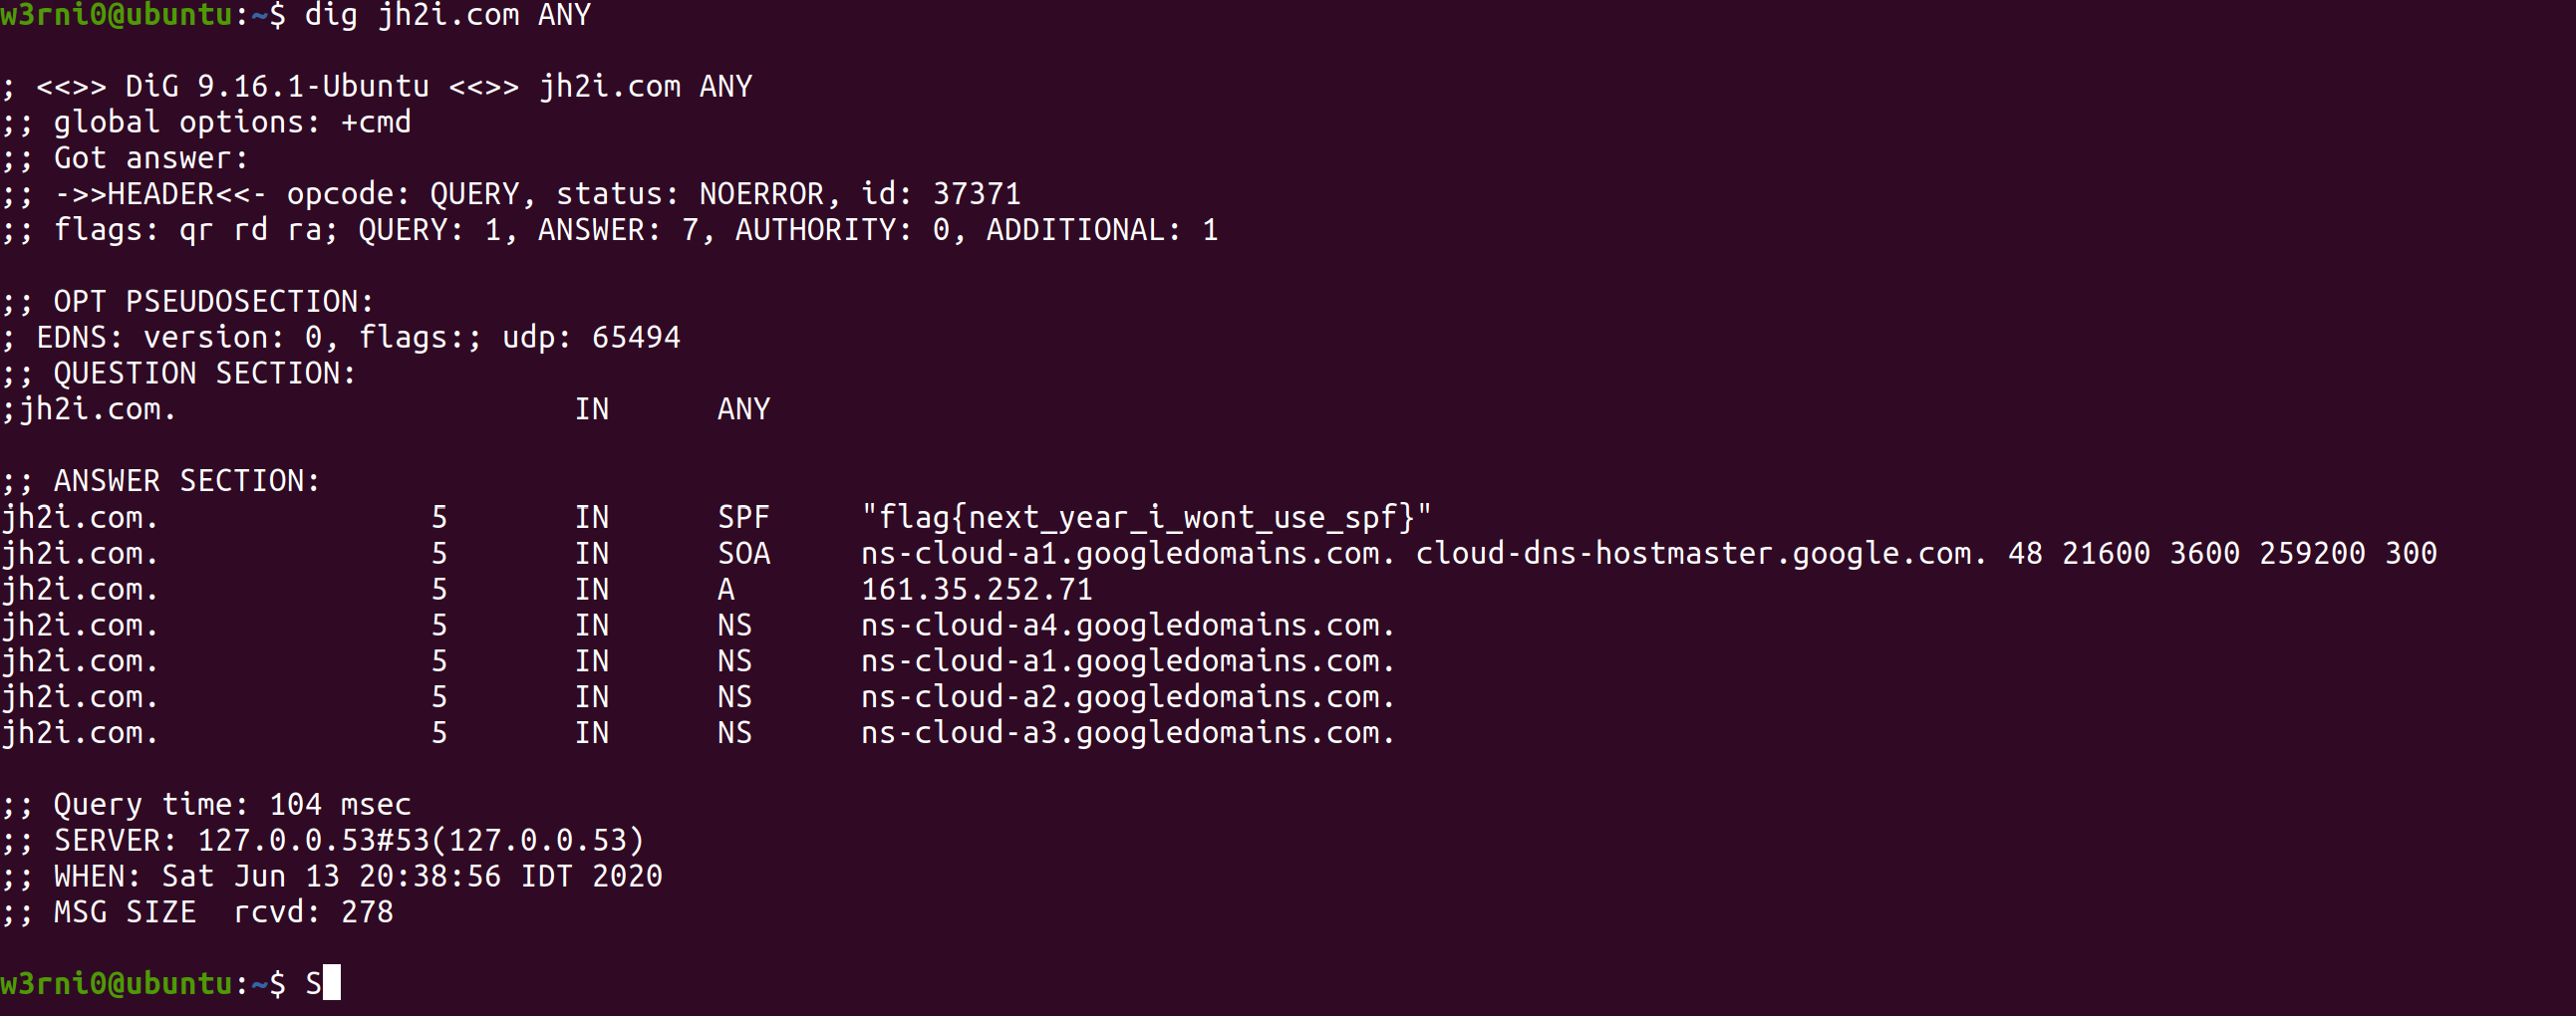 w3rni0@ubuntu:~$ dig jh2i.com ANY
; <<>> DiG 9.16.1-Ubuntu <<>> jh2i.com ANY
;; global options: +cmd
;; Got answer:
;; ->>HEADER<<- opcode: QUERY, status: NOERROR, id: 37371
;; flags: qr rd ra; QUERY: 1, ANSWER: 7, AUTHORITY: 0, ADDITIONAL: 1
;; OPT PSEUDOSECTION:
; EDNS: version: 0, flags:; udp: 65494
;; QUESTION SECTION:
;jh2i.com. IN ANY
;; ANSWER SECTION:
jh2i.com. 5 IN SPF "flag{next_year_i_wont_use_spf}"
jh2i.com. 5 IN SOA ns-cloud-a1.googledomains.com. cloud-dns-hostmaster.google.com. 48 21600 3600 259200 300
jh2i.com. 5 IN A 161.35.252.71
jh2i.com. 5 IN NS ns-cloud-a4.googledomains.com.
jh2i.com. 5 IN NS ns-cloud-a1.googledomains.com.
jh2i.com. 5 IN NS ns-cloud-a2.googledomains.com.
jh2i.com. 5 IN NS ns-cloud-a3.googledomains.com.
;; Query time: 104 msec
;; SERVER: 127.0.0.53#53(127.0.0.53)
;; WHEN: Sat Jun 13 20:38:56 IDT 2020
;; MSG SIZE  rcvd: 278
w3rni0@ubuntu:~$ S